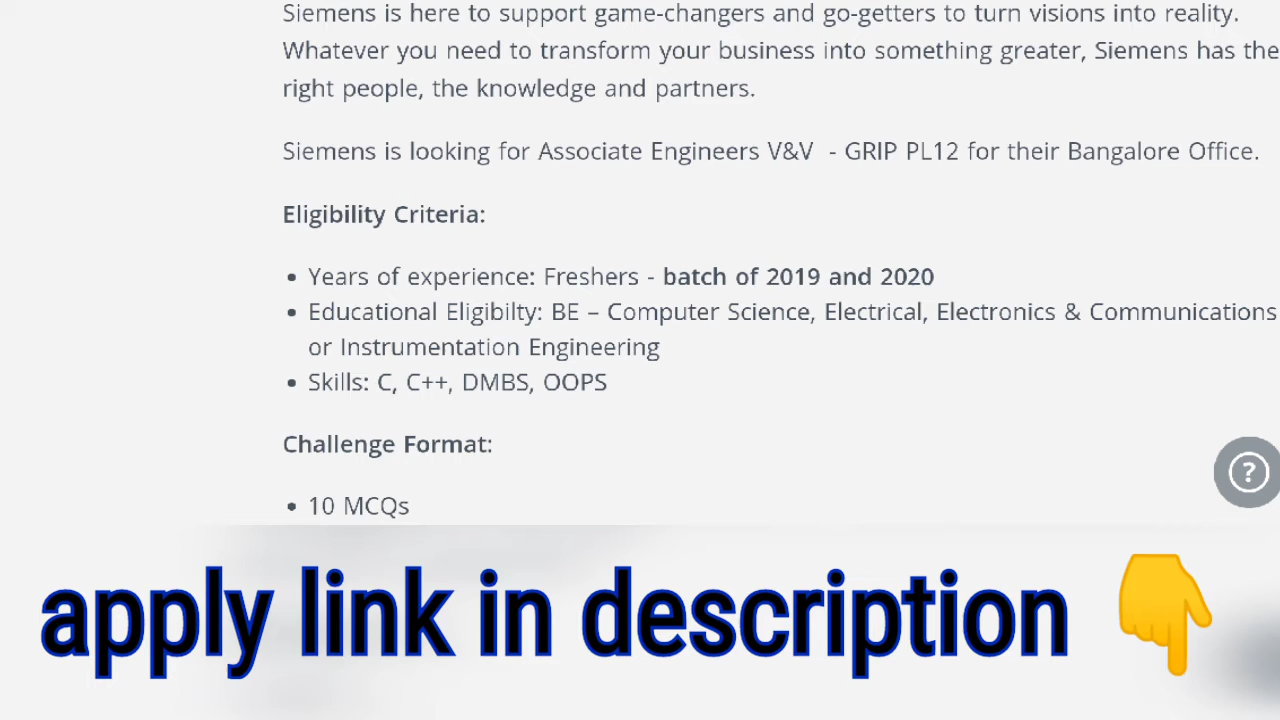 Siemens is here to support game-changers and go-getters to turn visions into reality.
Whatever you need to transform your business into something greater, Siemens has the
right people, the knowledge and partners.
Siemens is looking for Associate Engineers V&V - GRIP PL12 for their Bangalore Office.
Eligibility Criteria:
• Years of experience: Freshers - batch of 2019 and 2020
• Educational Eligibilty: BE – Computer Science, Electrical, Electronics & Communications
or Instrumentation Engineering
• Skills: C, C++, DMBS, OOPS
Challenge Format:
• 10 MCQs
?
apply link in description 👇